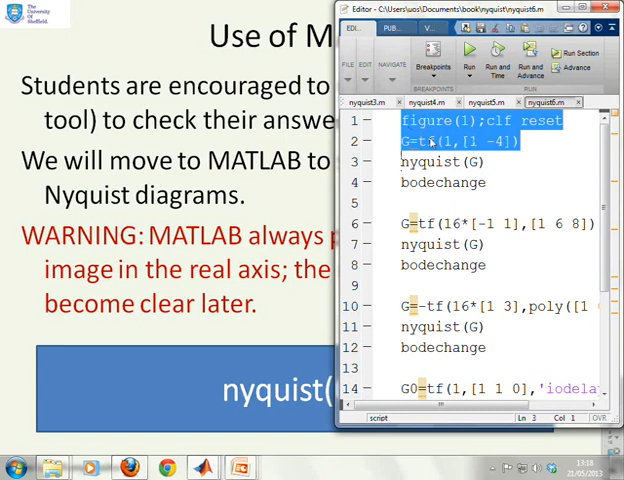 The
University
Of
Sheffield.
Use of M
Students are encouraged to
tool) to check their answe
We will move to MATLAB to
Nyquist diagrams.
WARNING: MATLAB always p
image in the real axis; the
become clear later.
nyquist(
Editor - C:\Users\uos\Documents\book\nyquist\nyquist6.m
EDI...
PUB...
FILE
EDIT
NAVIGATE
Breakpoints
Run
Run and
Time
Run and
Advance
Run Section
Advance
BREAKPOINTS
RUN
nyquist3.m
nyquist4.m
nyquist5.m
nyquist6.m
1 figure(1);clf reset
2 G=tf(1,[1 -4])
3 nyquist(G)
4 bodechange
5
6 G=tf(16*[-1 1],[1 6 8])
7 nyquist(G)
8 bodechange
9
10 G=-tf(16*[1 3],poly([1
11 nyquist(G)
12 bodechange
13
14 G0=tf(1,[1 1 0],'iodela
script
Ln 3 Col 1 OVR
13:18
21/05/2013